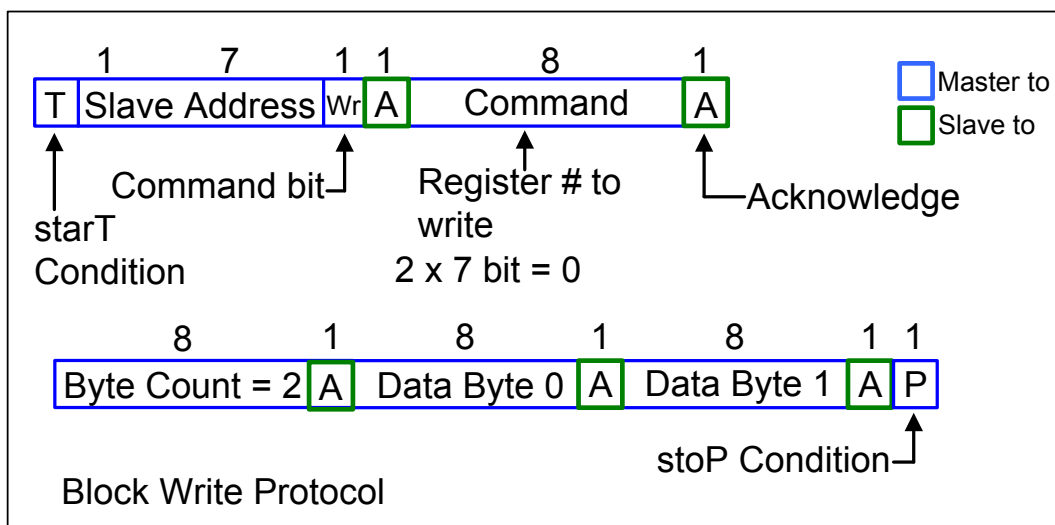 1 7 1 1 8 1
T Slave Address Wr A Command A
Master to
Slave to
Command bit
Register # to
write
Acknowledge
starT
Condition
2 x 7 bit = 0
8 1 8 1 8 1 1
Byte Count = 2 A Data Byte 0 A Data Byte 1 A P
stoP Condition
Block Write Protocol